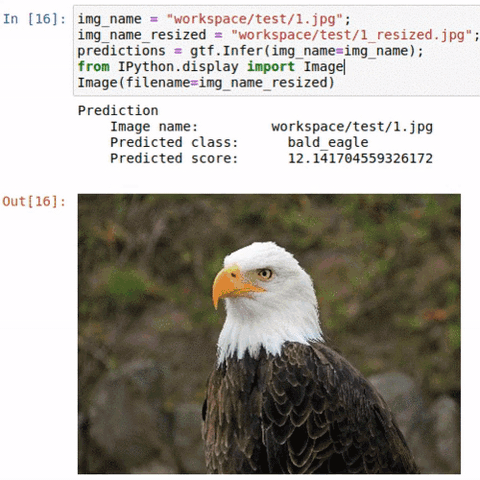 In [16]: img_name = "workspace/test/1.jpg";
img_name_resized = "workspace/test/1_resized.jpg";
predictions = gtf.Infer(img_name=img_name);
from IPython.display import Image
Image(filename=img_name_resized)
Prediction
Image name: workspace/test/1.jpg
Predicted class: bald_eagle
Predicted score: 12.141704559326172
Out[16]: